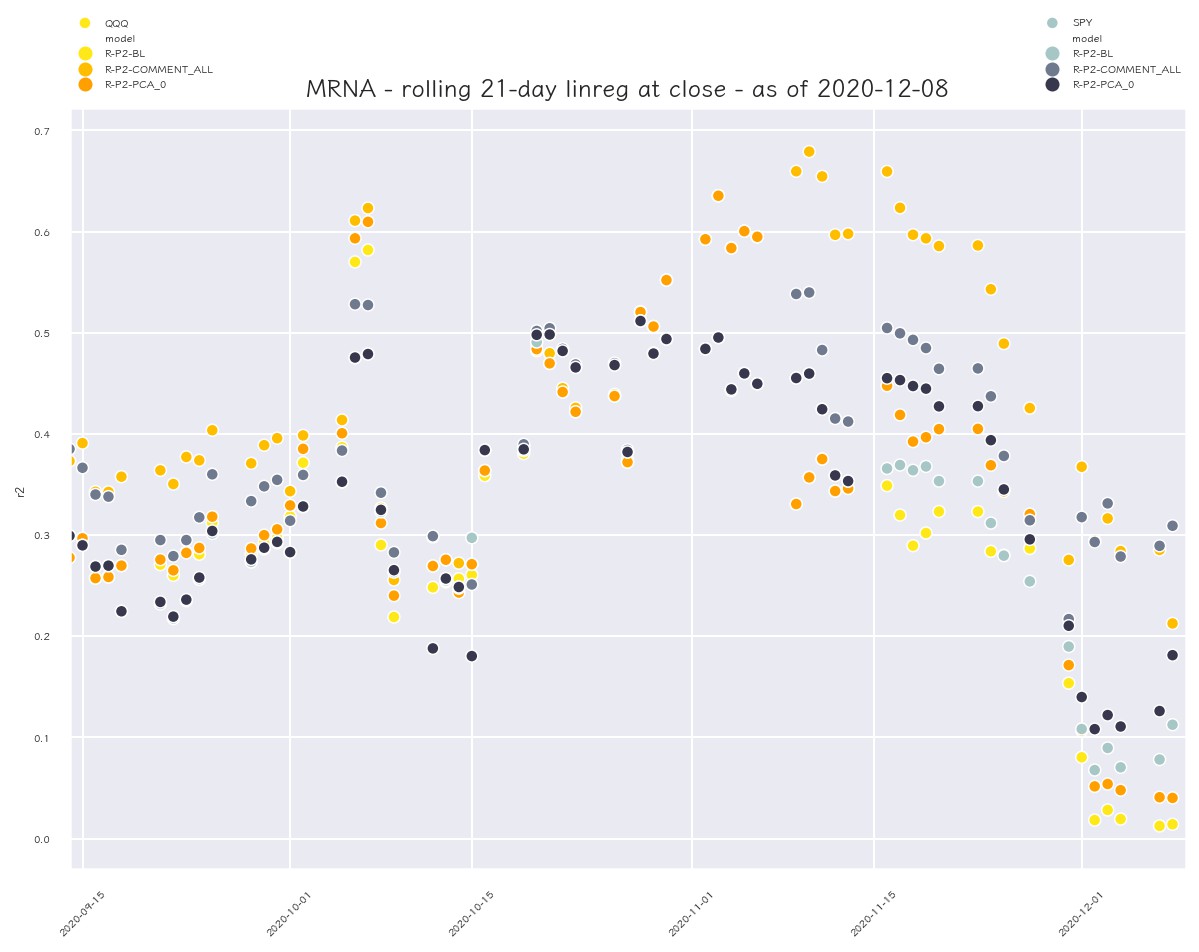 QQQ
model
R-P2-BL
R-P2-COMMENT_ALL
R-P2-PCA_0
SPY
model
R-P2-BL
R-P2-COMMENT_ALL
R-P2-PCA_0
MRNA - rolling 21-day linreg at close - as of 2020-12-08
0.7
0.6
0.5
0.4
0.3
0.2
0.1
0.0
r2
2020-09-15
2020-10-01
2020-10-15
2020-11-01
2020-11-15
2020-12-01